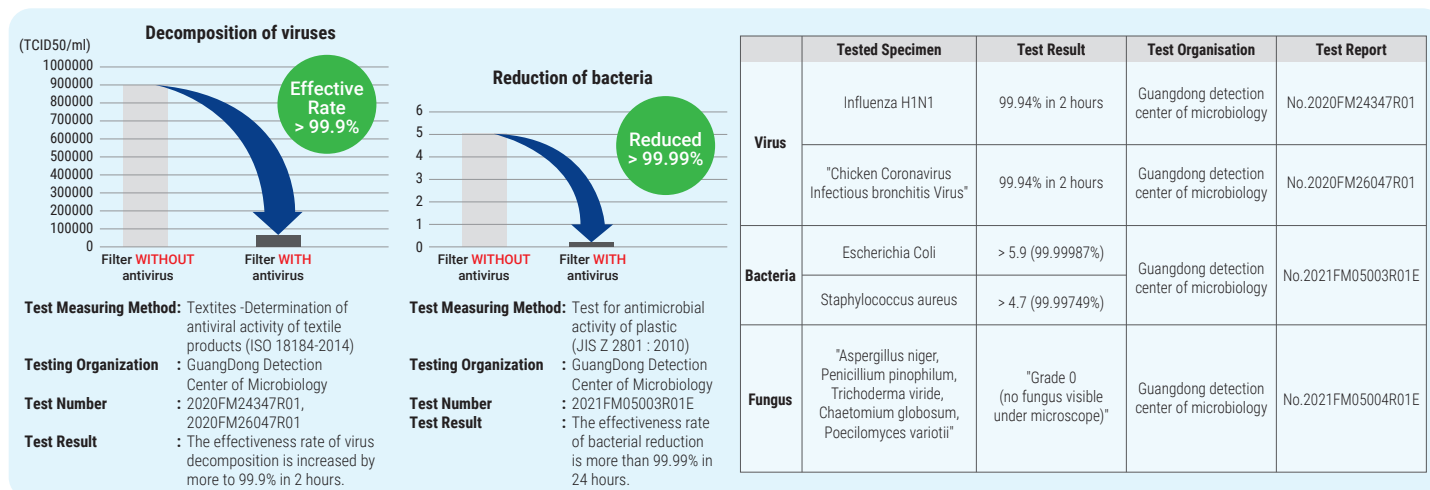 Decomposition of viruses
(TCID50/ml)
1000000
900000
800000
700000
600000
500000
400000
300000
200000
100000
0
Effective
Rate
> 99.9%
Filter WITHOUT
antivirus
Filter WITH
antivirus
Test Measuring Method: Textites -Determination of
antiviral activity of textile
products (ISO 18184-2014)
Testing Organization : GuangDong Detection
Center of Microbiology
Test Number : 2020FM24347R01,
2020FM26047R01
Test Result : The effectiveness rate of virus
decomposition is increased by
more to 99.9% in 2 hours.
Reduction of bacteria
6
5
4
3
2
1
0
Reduced
> 99.99%
Filter WITHOUT
antivirus
Filter WITH
antivirus
Test Measuring Method: Test for antimicrobial
activity of plastic
(JIS Z 2801 : 2010)
Testing Organization : GuangDong Detection
Center of Microbiology
Test Number : 2021FM05003R01E
Test Result : The effectiveness rate
of bacterial reduction
is more than 99.99% in
24 hours.
Tested Specimen Test Result Test Organisation Test Report
Virus
Influenza H1N1
99.94% in 2 hours
Guangdong detection
center of microbiology
No.2020FM24347R01
"Chicken Coronavirus
Infectious bronchitis Virus"
99.94% in 2 hours
Guangdong detection
center of microbiology
No.2020FM26047R01
Bacteria
Escherichia Coli
> 5.9 (99.99987%)
Staphylococcus aureus
> 4.7 (99.99749%)
Guangdong detection
center of microbiology
No.2021FM05003R01E
Fungus
"Aspergillus niger,
Penicillium pinophilum,
Trichoderma viride,
Chaetomium globosum,
Poecilomyces variotii"
"Grade 0
(no fungus visible
under microscope)"
Guangdong detection
center of microbiology
No.2021FM05004R01E